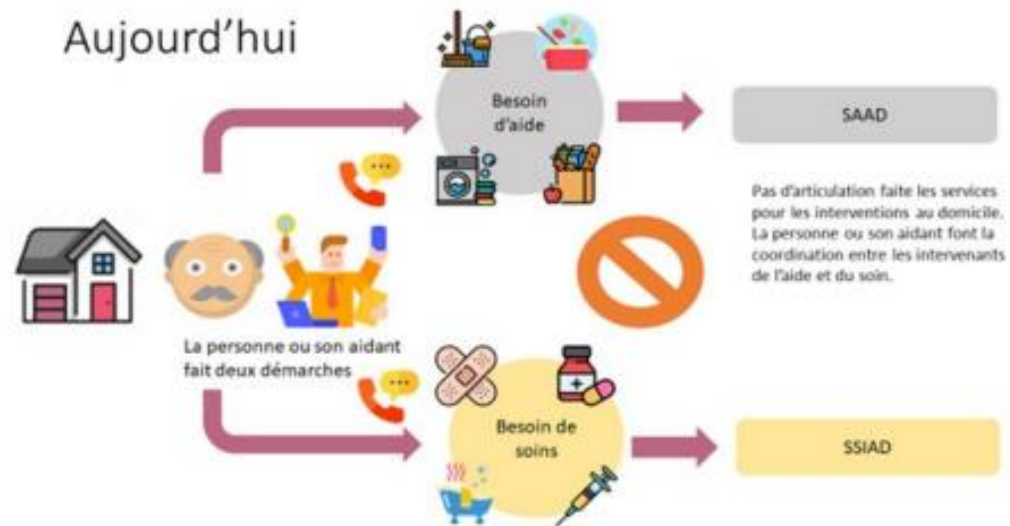 Aujourd'hui
Besoin
d'aide
SAAD
Pas d'articulation faite les services
pour les interventions au domicile.
La personne ou son aidant font la
coordination entre les intervenants
de l'aide et du soin.
La personne ou son aidant
fait deux démarches
Besoin de
soins
SSIAD